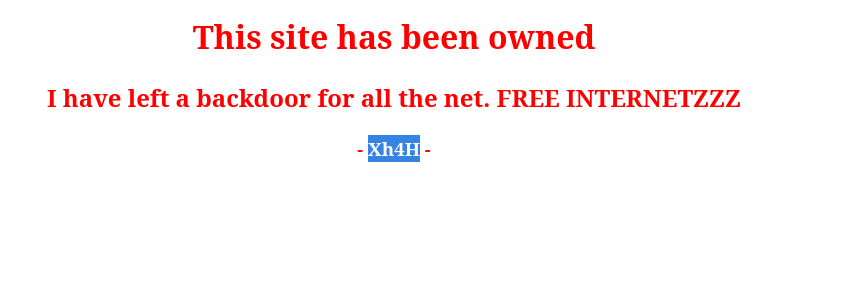 This site has been owned
I have left a backdoor for all the net. FREE INTERNETZZZ
- Xh4H -